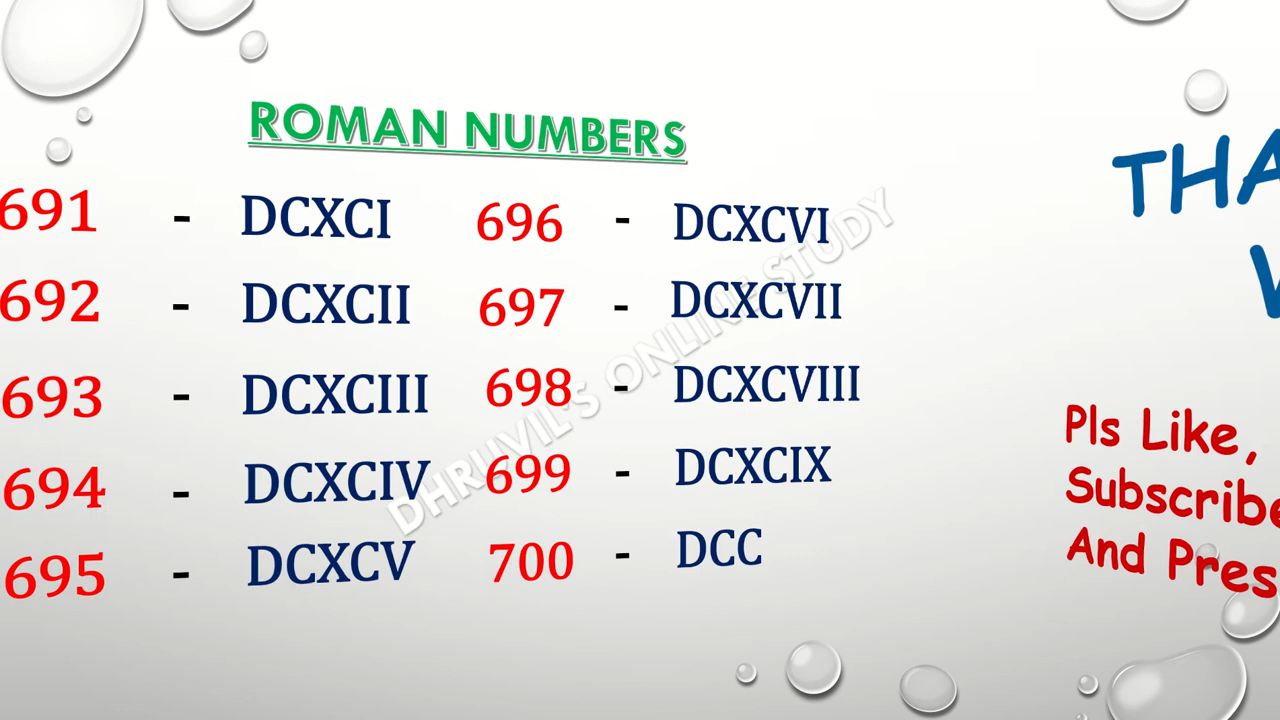 ROMAN NUMBERS
691 - DCXCI 696 - DCXCVI
692 - DCXCII 697 - DCXCVII
693 - DCXCIII 698 - DCXCVIII
694 - DCXCIV 699 - DCXCIX
695 - DCXCV 700 - DCC
DHRUVIL'S ONLINE STUDY
THA
Pls Like,
Subscribe
And Pres